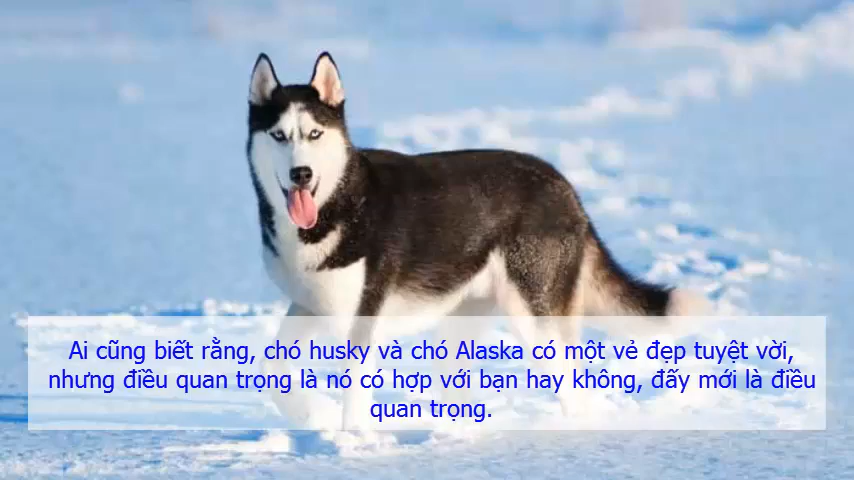 Ai cũng biết rằng, chó husky và chó Alaska có một vẻ đẹp tuyệt vời,
nhưng điều quan trọng là nó có hợp với bạn hay không, đấy mới là điều
quan trọng.